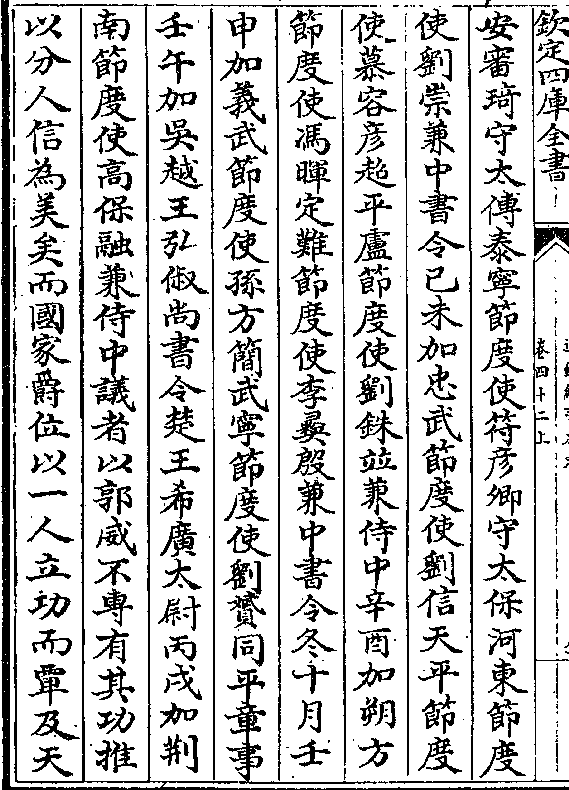 欽定四庫全書
卷四十二上
安審琦守太傅泰寧節度使符彥卿守太保河東節度
使劉崇兼中書令己未加忠武節度使劉信天平節度
使慕容彥超平盧節度使劉銖並兼侍中辛酉加朔方
節度使馮暉定難節度使李彞殷兼中書令冬十月壬
申加義武節度使孫方簡武寧節度使劉贇同平章事
壬午加吳越王弘俶尚書令楚王希廣太尉丙戌加荆
南節度使高保融兼侍中議者以郭威不專有其功推
以分人信為美矣而國家爵位以一人立功而覃及天